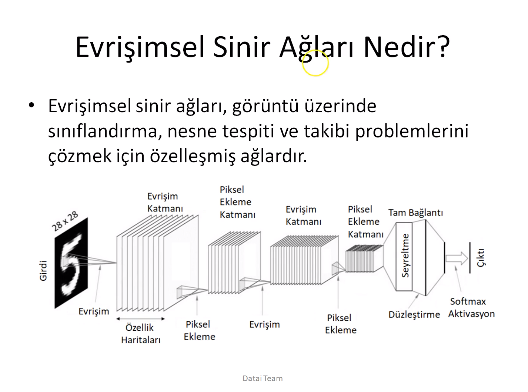 Evrişimsel Sinir Ağları Nedir?
• Evrişimsel sinir ağları, görüntü üzerinde
sınıflandırma, nesne tespiti ve takibi problemlerini
çözmek için özelleşmiş ağlardır.
Girdi
28 x 28
5
Evrişim
Evrişim
Katmanı
Özellik
Haritaları
Piksel
Ekleme
Katmanı
Piksel
Ekleme
Evrişim
Katmanı
Evrişim
Piksel
Ekleme
Katmanı
Piksel
Ekleme
Tam Bağlantı
Seyreltme
Düzleştirme
Softmax
Aktivasyon
Çıktı
DataiTeam